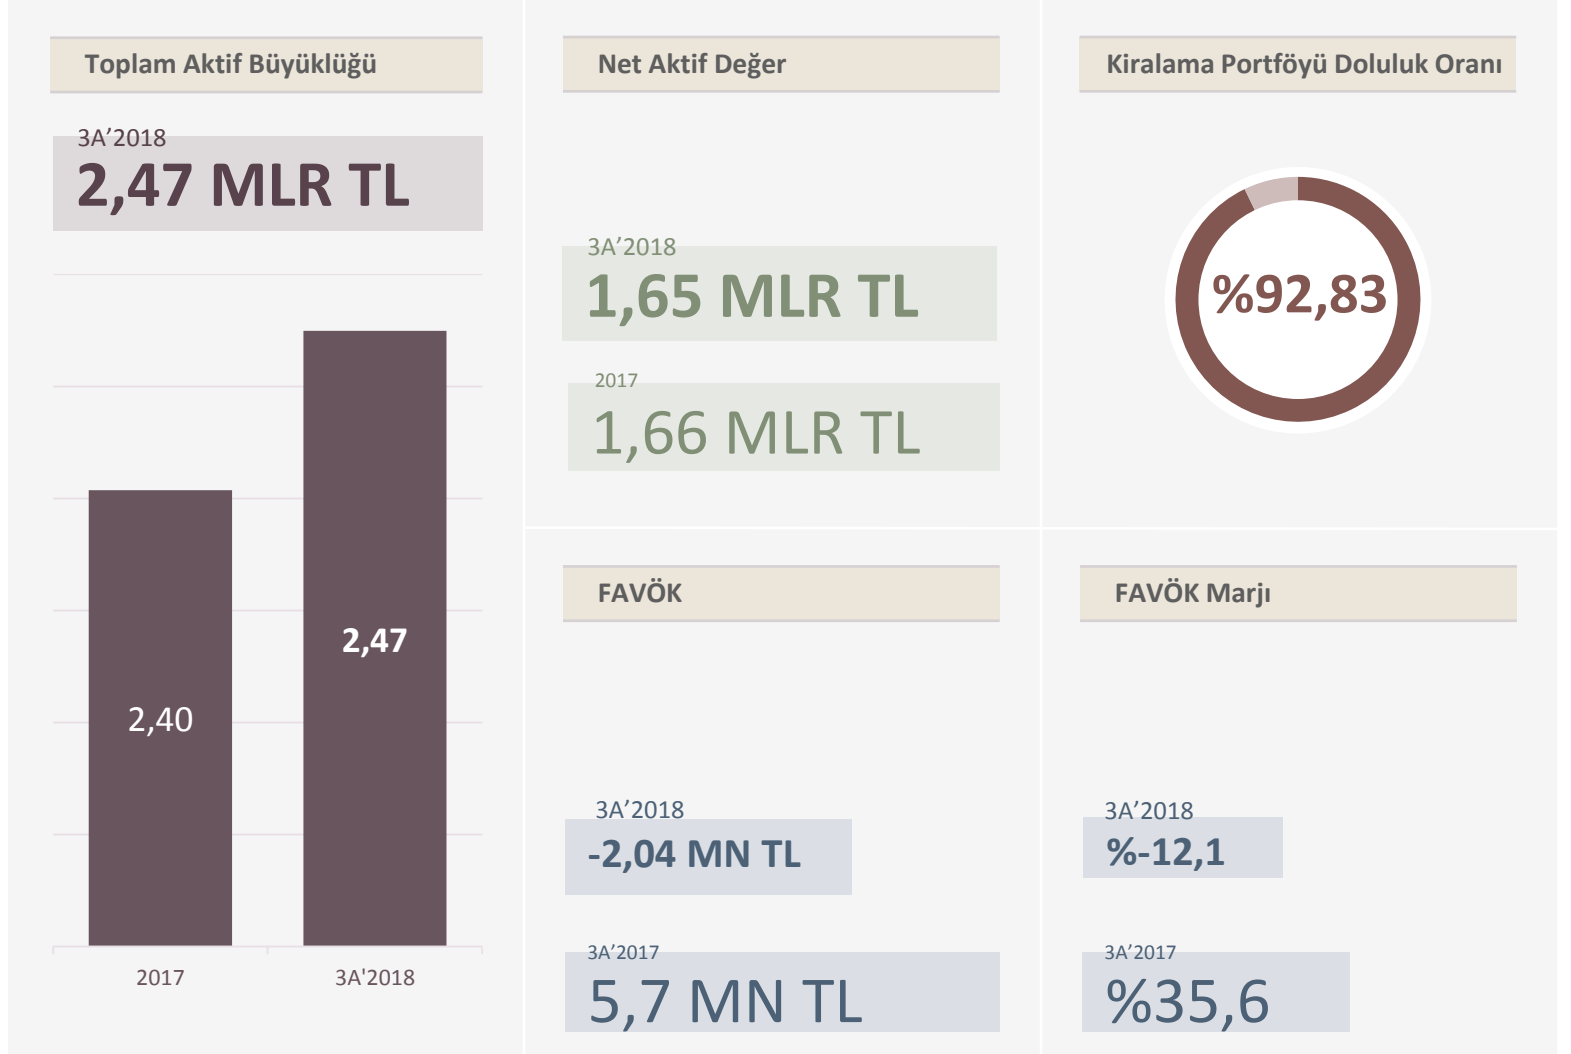 Toplam Aktif Büyüklüğü
3A’2018
2,47 MLR TL
2,40
2,47
2017
3A'2018
Net Aktif Değer
3A’2018
1,65 MLR TL
2017
1,66 MLR TL
Kiralama Portföyü Doluluk Oranı
%92,83
FAVÖK
3A’2018
-2,04 MN TL
3A’2017
5,7 MN TL
FAVÖK Marjı
3A’2018
%-12,1
3A’2017
%35,6